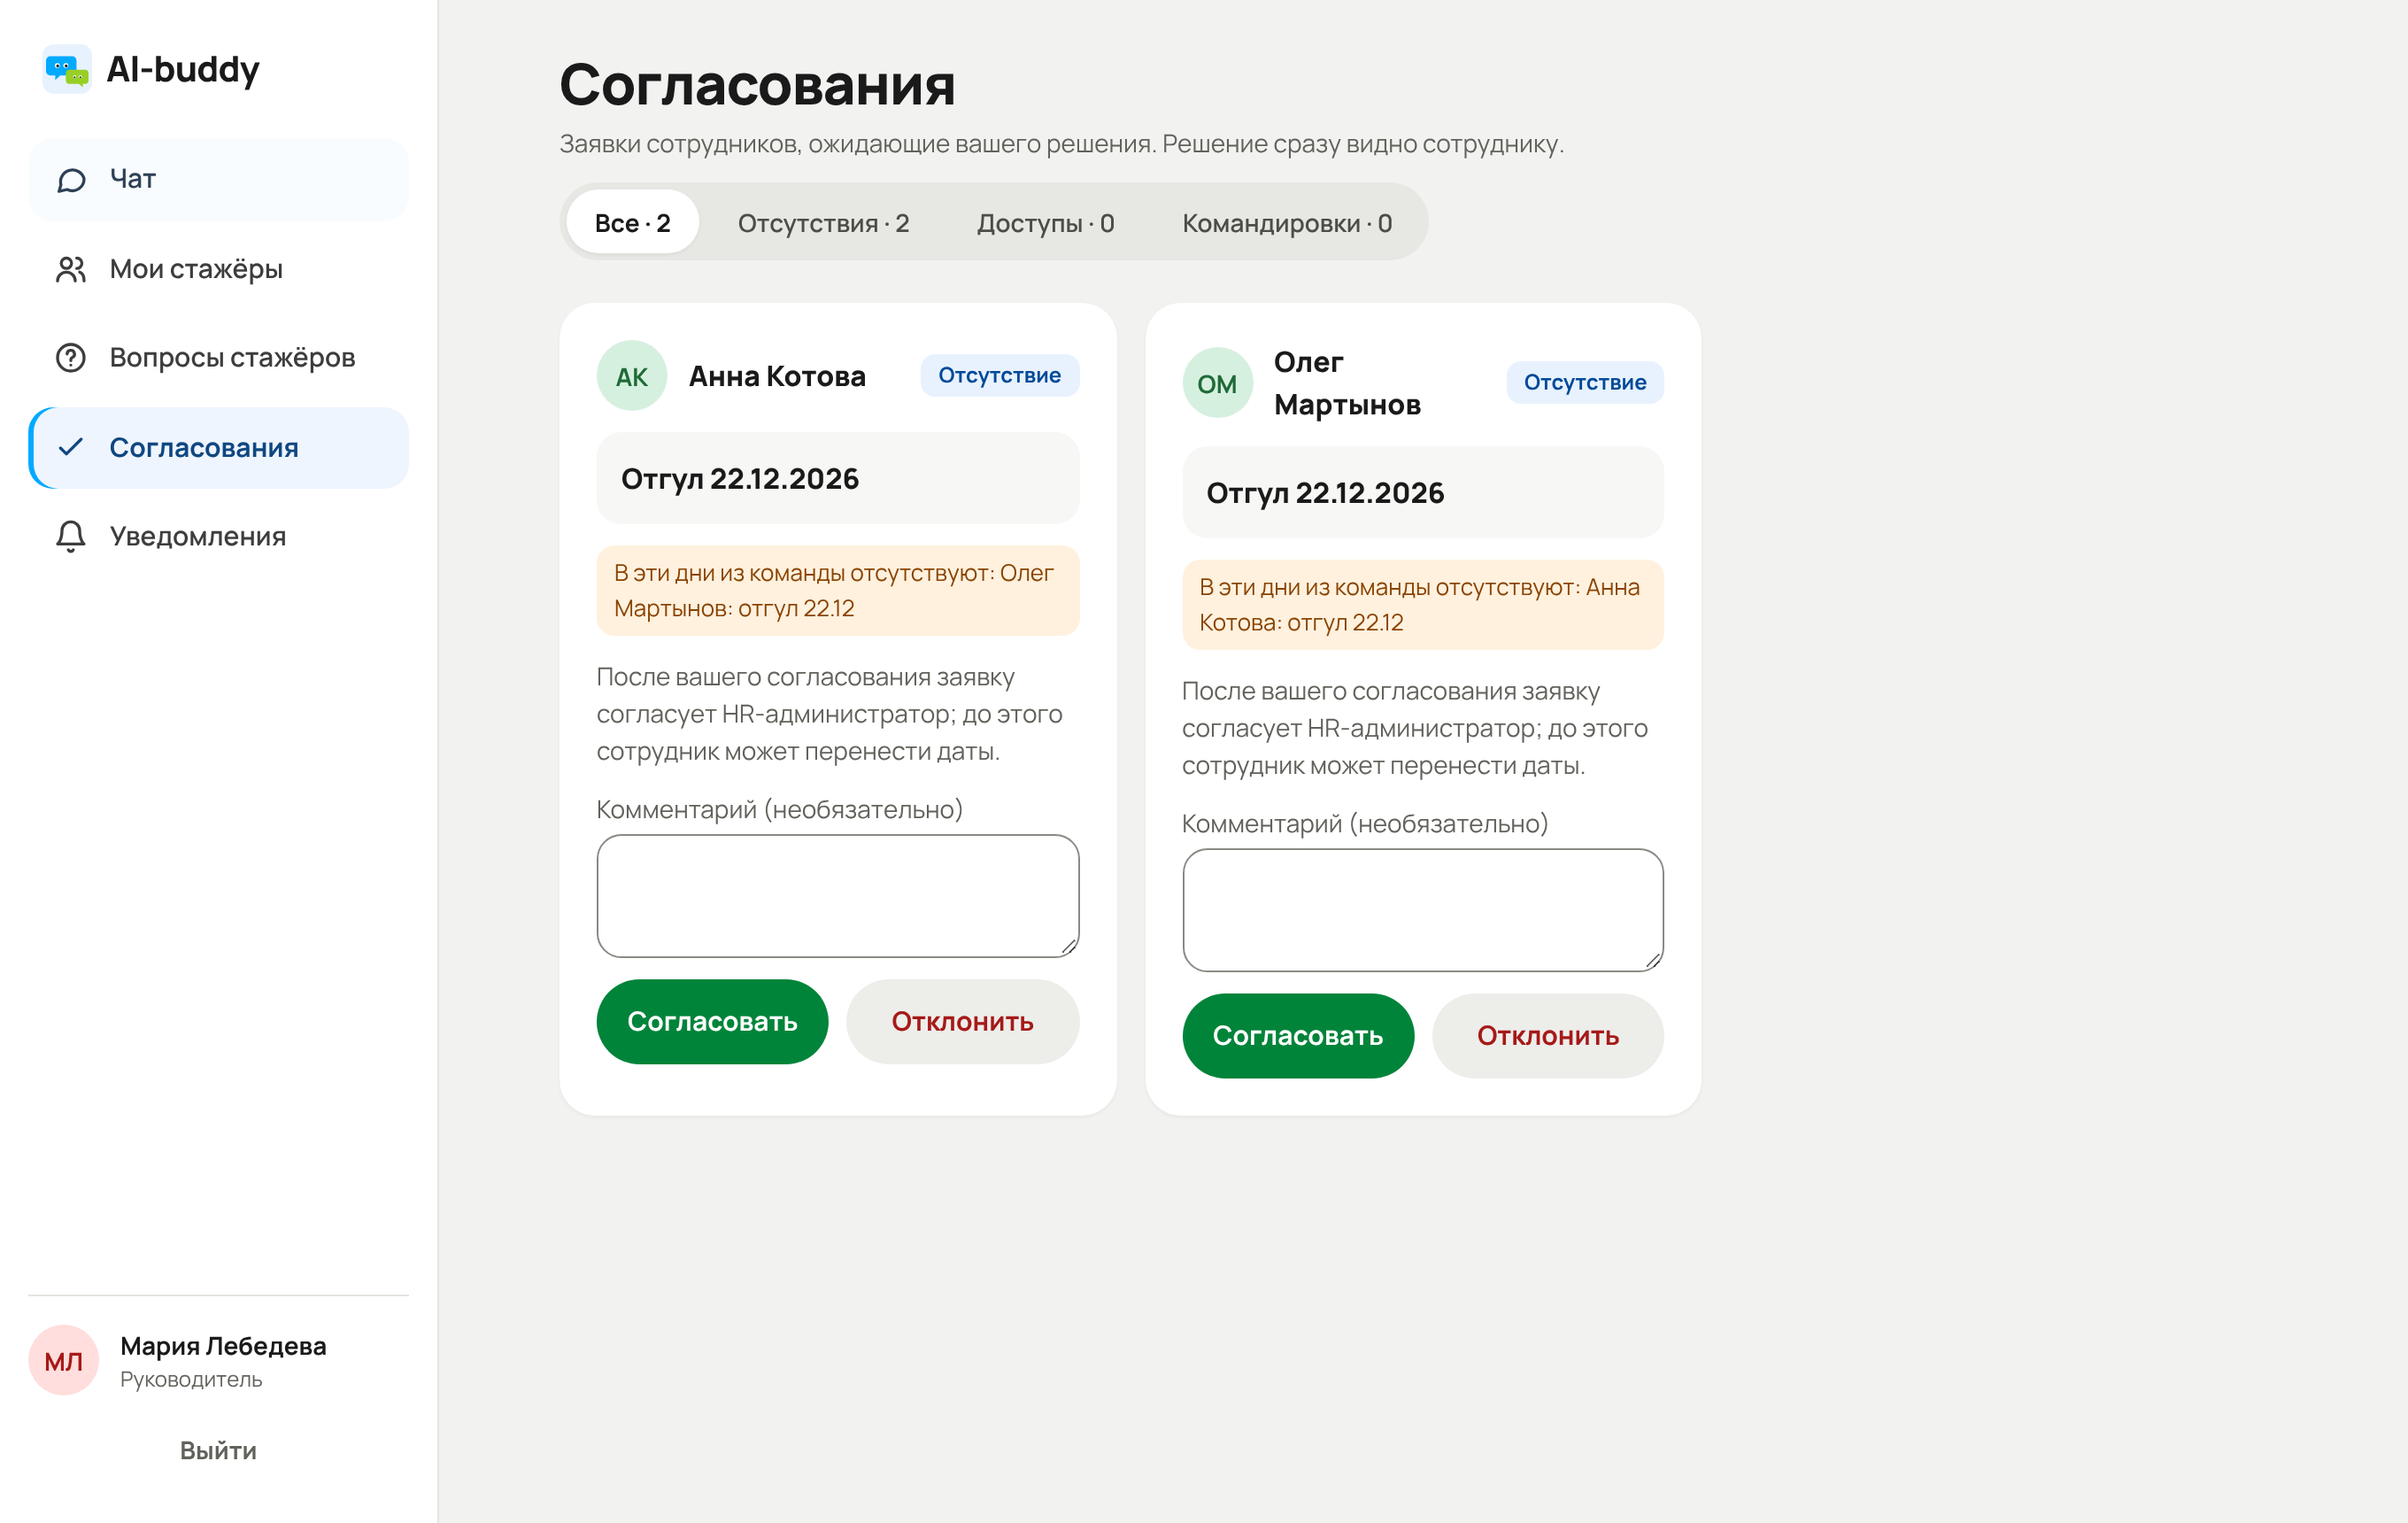 AI-buddy
Чат
Мои стажёры
Вопросы стажёров
Согласования
Уведомления
МЛ
Мария Лебедева
Руководитель
Выйти
Согласования
Заявки сотрудников, ожидающие вашего решения. Решение сразу видно сотруднику.
Все · 2
Отсутствия · 2
Доступы · 0
Командировки · 0
АК
Анна Котова
Отсутствие
Отгул 22.12.2026
В эти дни из команды отсутствуют: Олег
Мартынов: отгул 22.12
После вашего согласования заявку
согласует HR-администратор; до этого
сотрудник может перенести даты.
Комментарий (необязательно)
Согласовать
Отклонить
ОМ
Олег
Мартынов
Отсутствие
Отгул 22.12.2026
В эти дни из команды отсутствуют: Анна
Котова: отгул 22.12
После вашего согласования заявку
согласует HR-администратор; до этого
сотрудник может перенести даты.
Комментарий (необязательно)
Согласовать
Отклонить